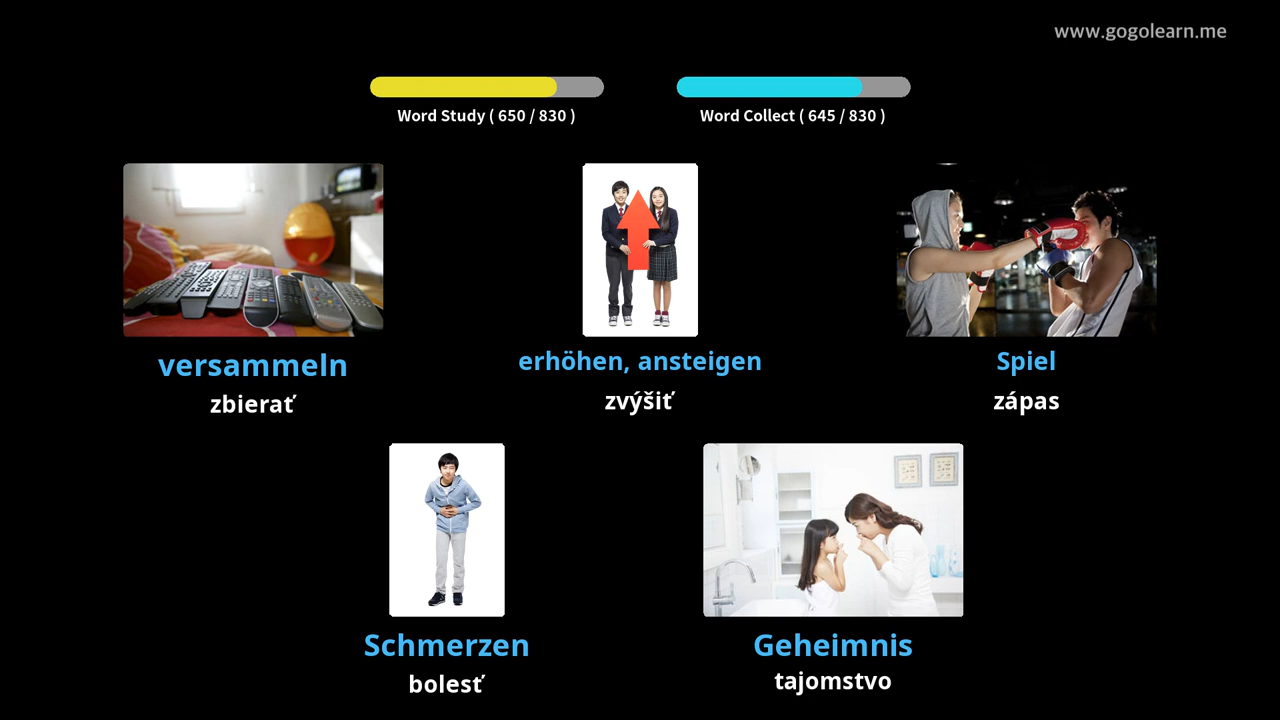 www.gogolearn.me
Word Study ( 650 / 830 )
Word Collect ( 645 / 830 )
versammeln
zbierať
erhöhen, ansteigen
zvýšiť
Spiel
zápas
Schmerzen
bolesť
Geheimnis
tajomstvo